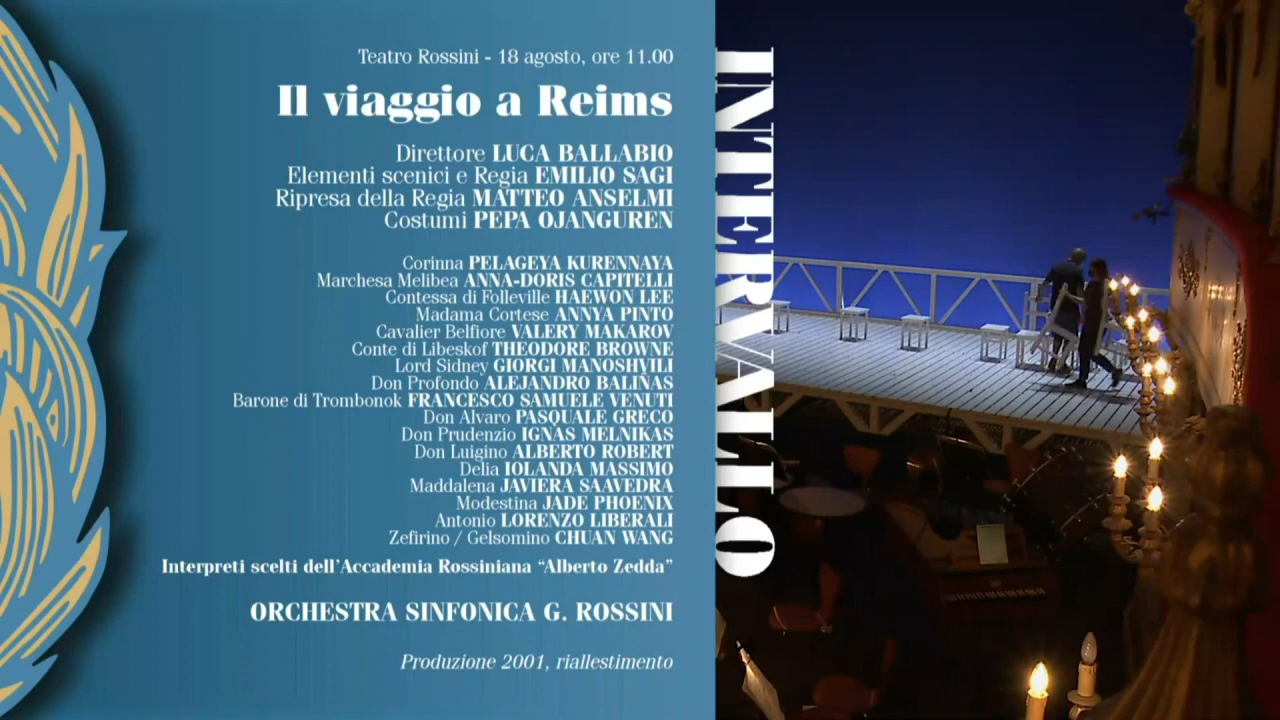 Teatro Rossini - 18 agosto, ore 11.00
Il viaggio a Reims
Direttore LUCA BALLABIO
Elementi scenici e Regia EMILIO SAGI
Ripresa della Regia MATTEO ANSELMI
Costumi PEPA OJANGUREN
Corinna PELAGEYA KURENNAYA
Marchesa Melibea ANNA-DORIS CAPITELLI
Contessa di Folleville HAEWON LEE
Madama Cortese ANNYA PINTO
Cavalier Belfiore VALERY MAKAROV
Conte di Libeskof THEODORE BROWNE
Lord Sidney GIORGI MANOSHVILI
Don Profondo ALEJANDRO BALIÑAS
Barone di Trombonok FRANCESCO SAMUELE VENUTI
Don Alvaro PASQUALE GRECO
Don Prudenzio IGNAS MELNIKAS
Don Luigino ALBERTO ROBERT
Delia IOLANDA MASSIMO
Maddalena JAVIERA SAAVEDRA
Modestina JADE PHOENIX
Antonio LORENZO LIBERALI
Zefirino / Gelsomino CHUAN WANG
Interpreti scelti dell'Accademia Rossiniana “Alberto Zedda”
ORCHESTRA SINFONICA G. ROSSINI
Produzione 2001, riallestimento
INTERVALLO